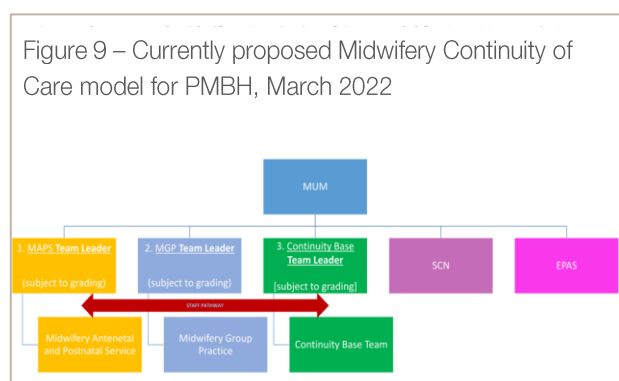 Figure 9 – Currently proposed Midwifery Continuity of
Care model for PMBH, March 2022
MUM
1. MAPS Team Leader
(subject to grading)
2. MGP Team Leader
(subject to grading)
3. Continuity Base
Team Leader
[subject to grading]
SCN
EPAS
STAFF PATHWAY
Midwifery Antenetal
and Postnatal Service
Midwifery Group
Practice
Continuity Base Team